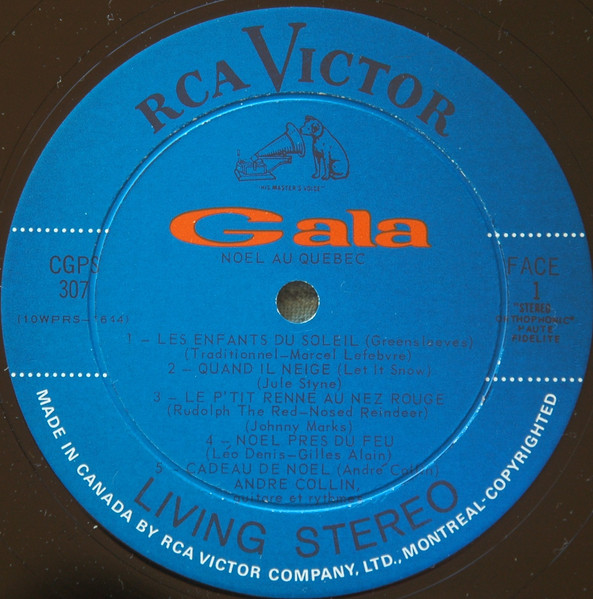 RCA VICTOR
"HIS MASTER'S VOICE"
Gala
NOEL AU QUEBEC
CGPS
307
(10WPRS-1644)
FACE
1
"STEREO
ORTHOPHONIC"
HAUTE
FIDELITE
1 – LES ENFANTS DU SOLEIL (Greensleeves)
(Traditionnel–Marcel Lefebvre)
2 – QUAND IL NEIGE (Let It Snow)
(Jule Styne)
3 – LE P'TIT RENNE AU NEZ ROUGE
(Rudolph The Red–Nosed Reindeer)
(Johnny Marks)
4 – NOEL PRES DU FEU
(Léo Denis–Gilles Alain)
5 – CADEAU DE NOEL (André Collin)
ANDRE COLLIN,
guitare et rythmes
LIVING STEREO
MADE IN CANADA BY RCA VICTOR COMPANY, LTD., MONTREAL-COPYRIGHTED